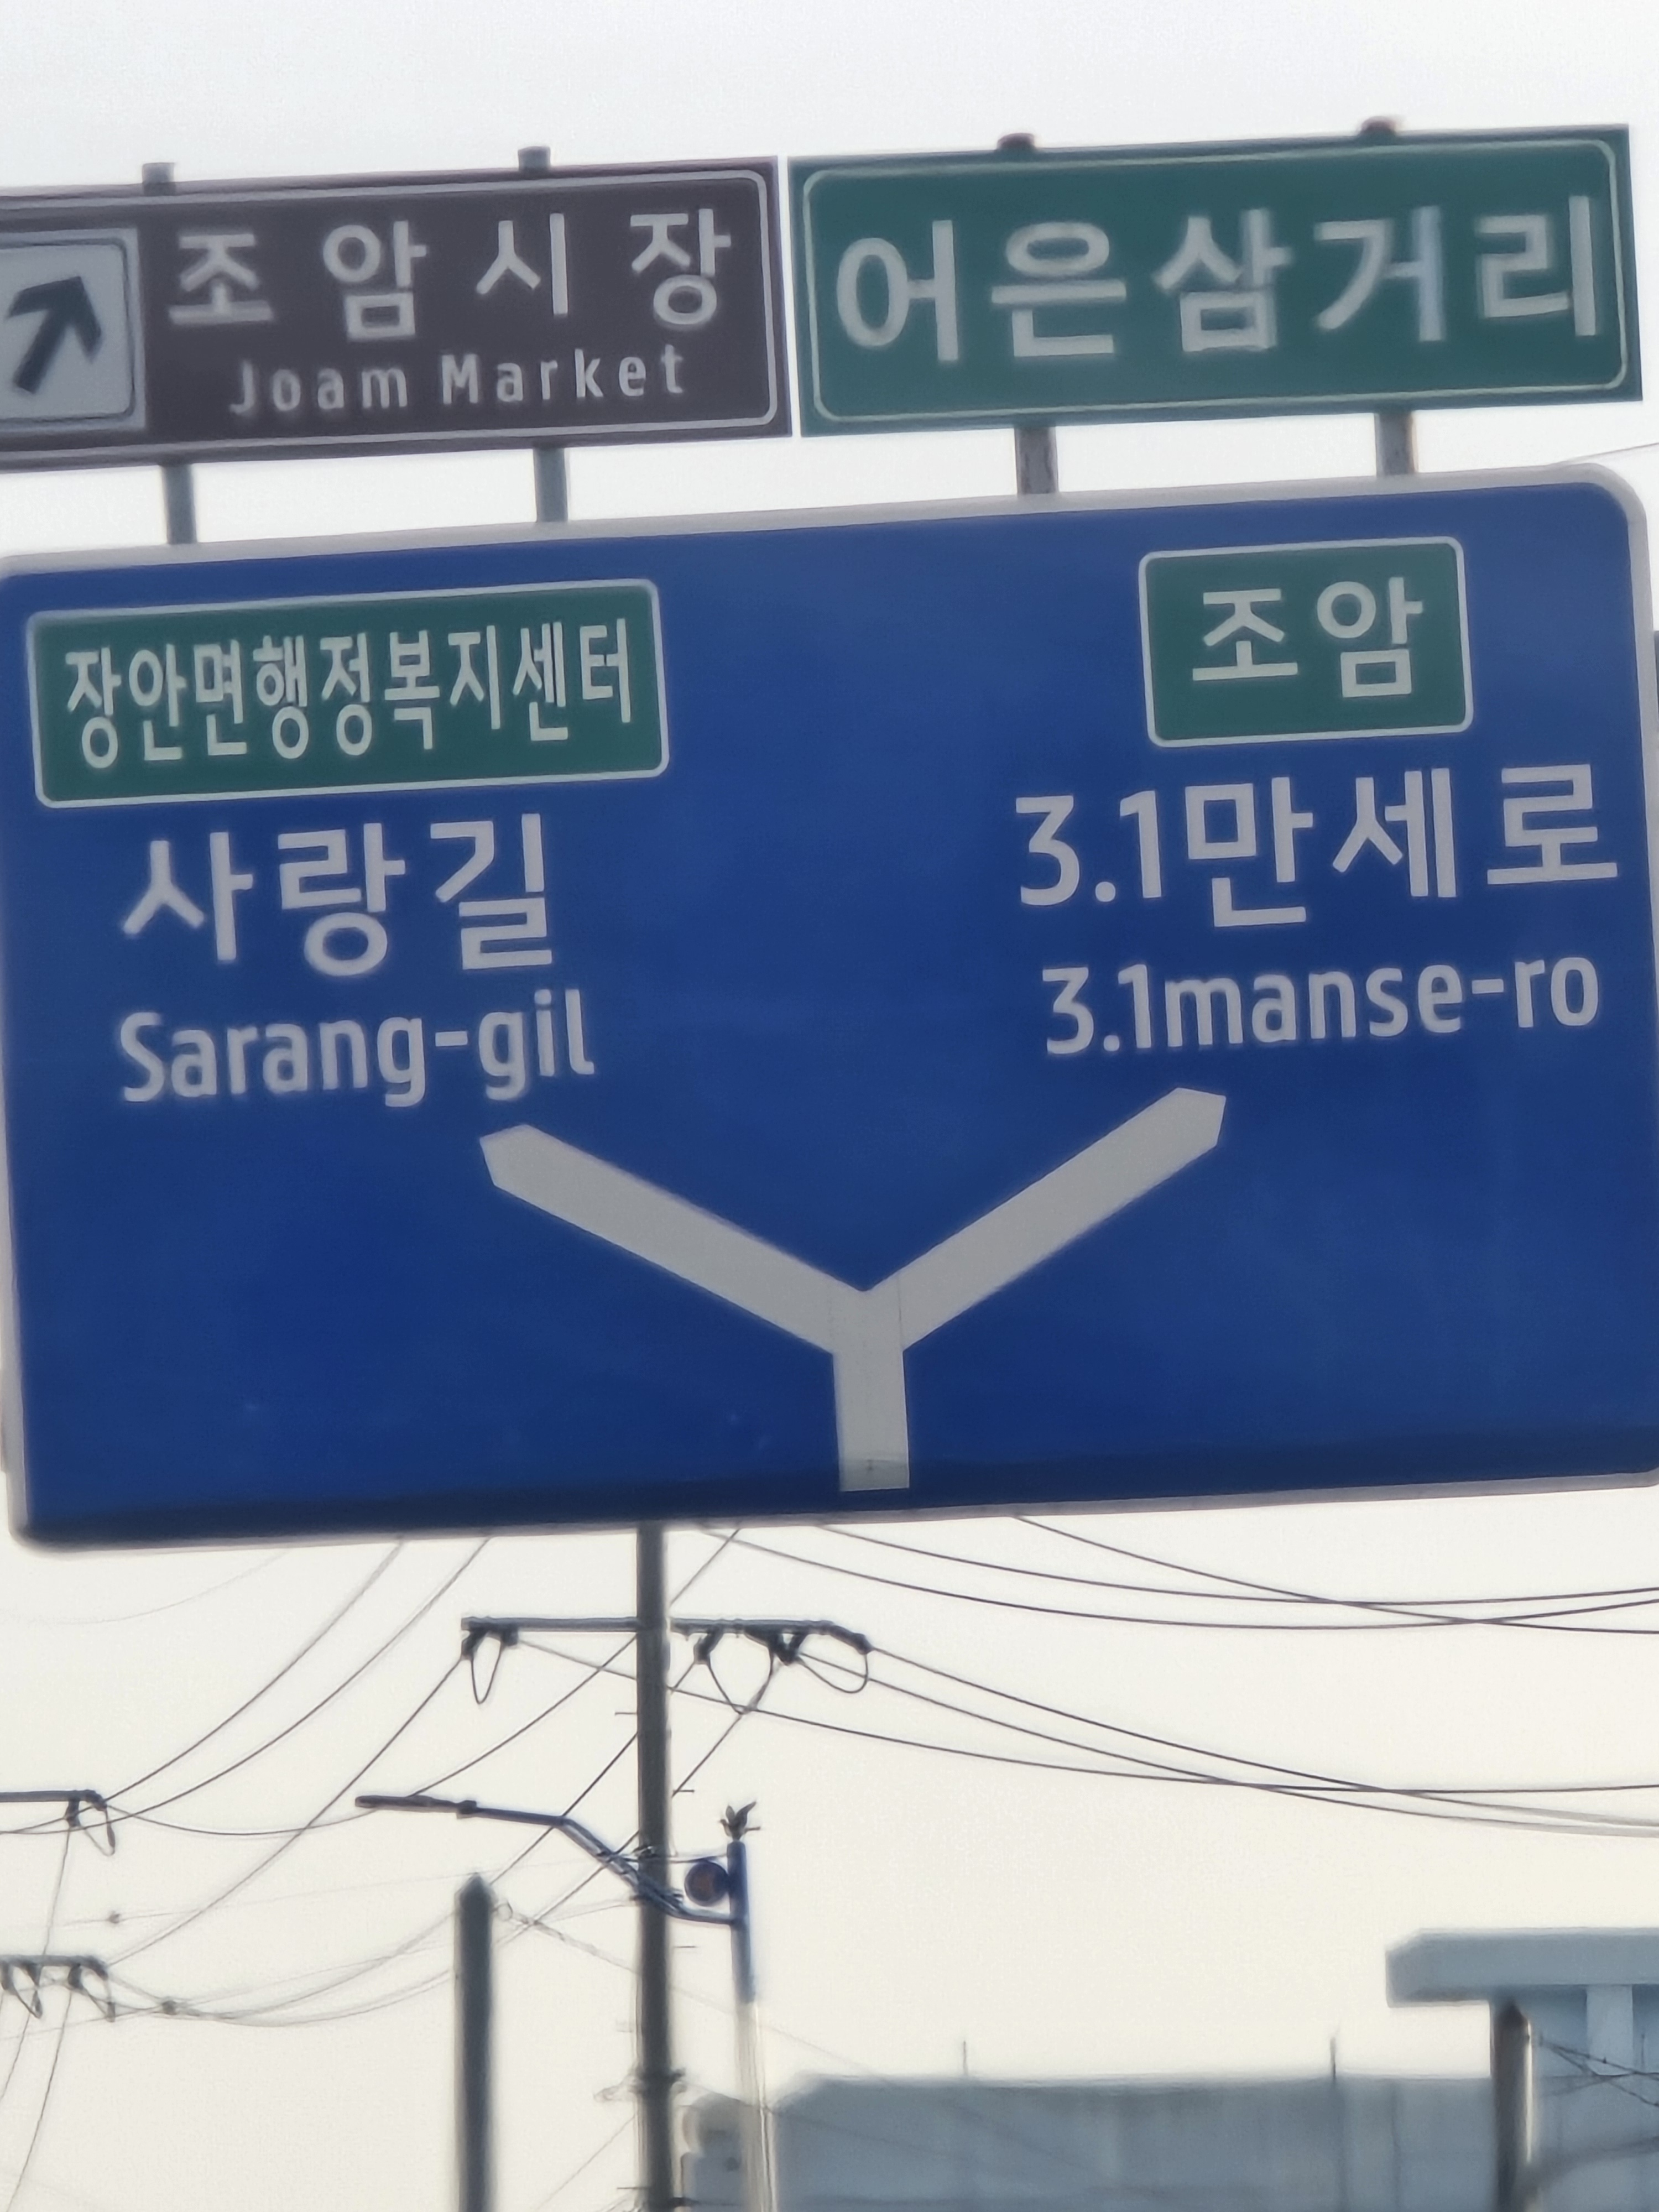 조암시장
Joam Market
어은삼거리
장안면행정복지센터
사랑길
Sarang-gil
조암
3.1만세로
3.1manse-ro